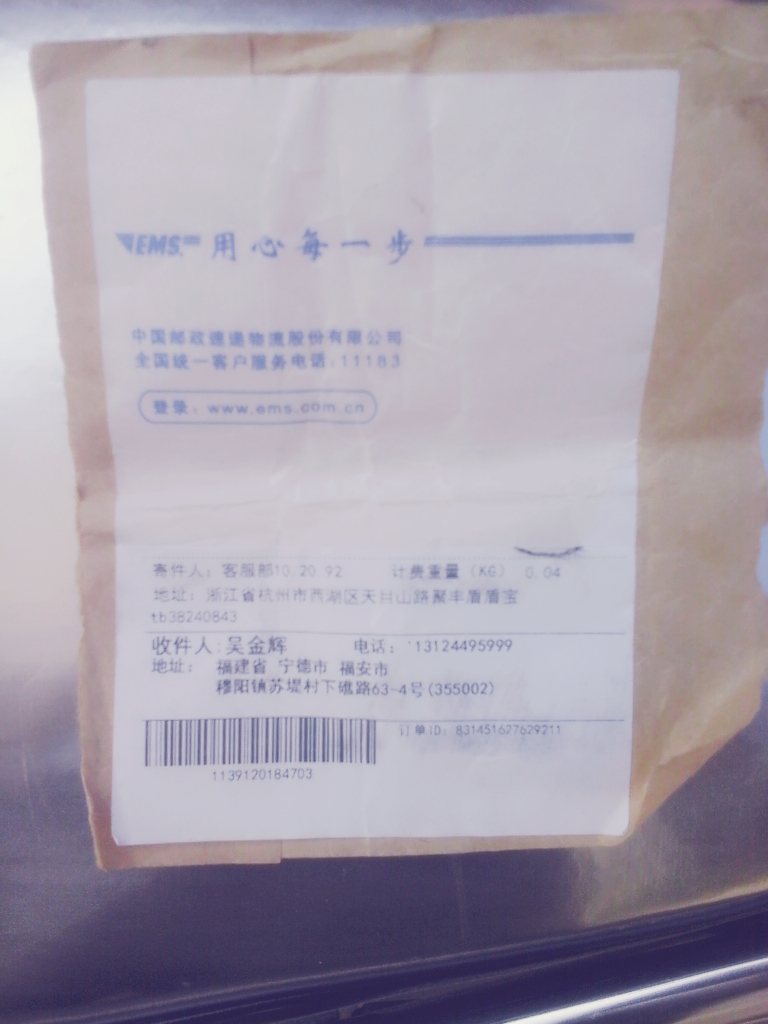 EMS 用心每一步
中国邮政速递物流股份有限公司
全国统一客户服务电话:11183
登录:www.ems.com.cn
寄件人:客服部10.20.92 计费重量(KG) 0.04
地址:浙江省杭州市西湖区天目山路聚丰盾盾宝
tb38240843
收件人:吴金辉 电话:13124495999
地址: 福建省 宁德市 福安市
穆阳镇苏堤村下礁路63-4号(355002)
订单ID: 831451627629211
1139120184703